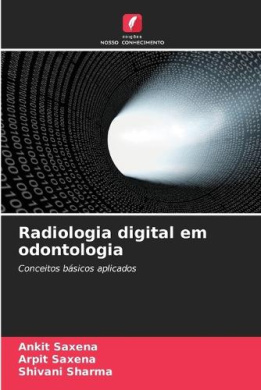 edições
NOSSO CONHECIMENTO
Radiologia digital em
odontologia
Conceitos básicos aplicados
Ankit Saxena
Arpit Saxena
Shivani Sharma